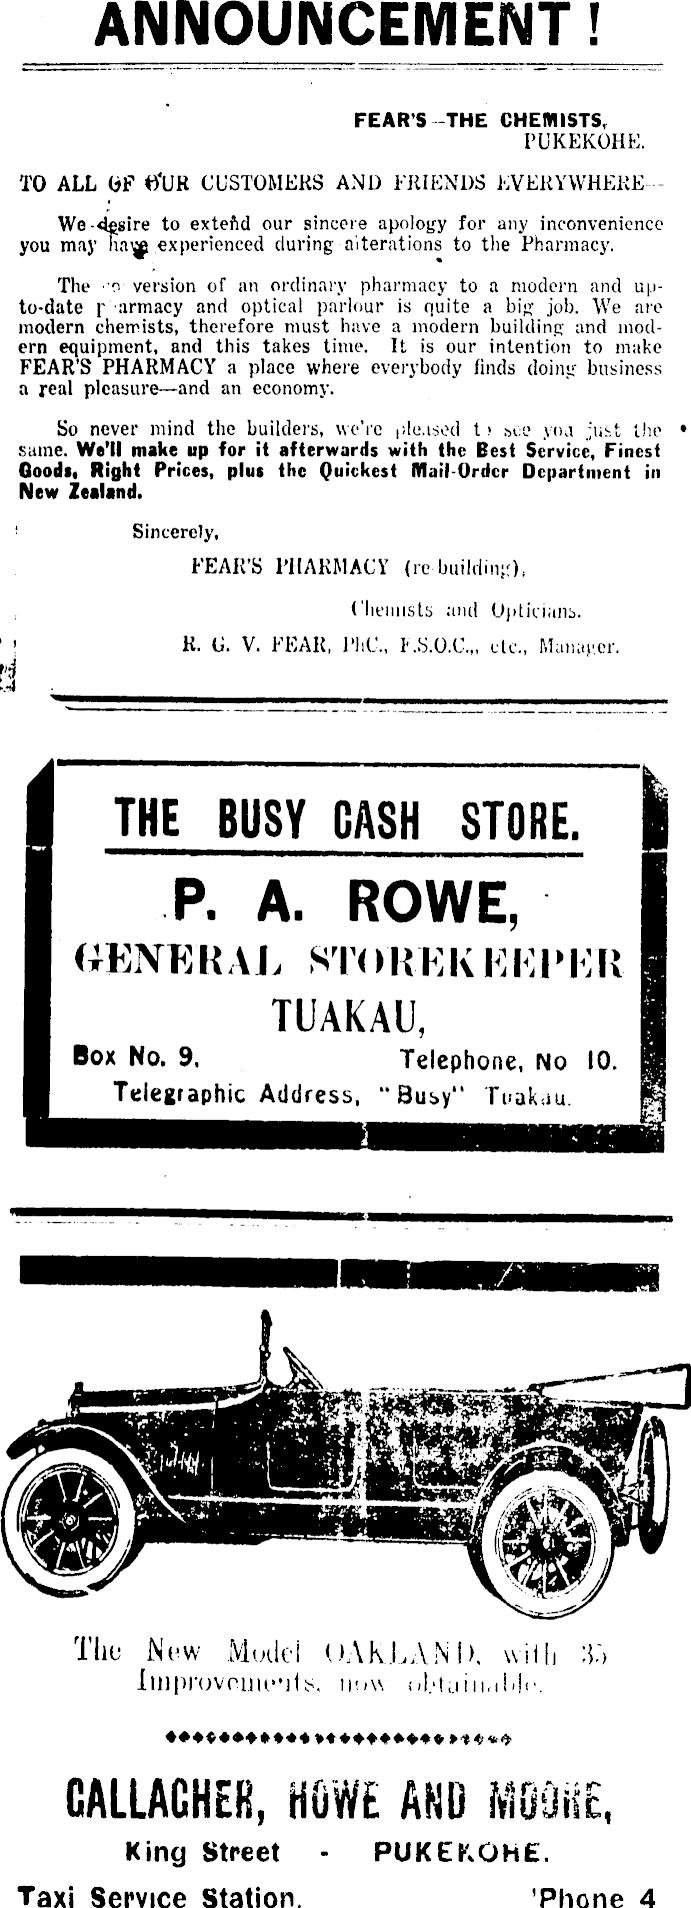 ANNOUNCEMENT!
FEAR'S—THE CHEMISTS,
PUKEKOHE.
TO ALL OF OUR CUSTOMERS AND FRIENDS EVERYWHERE—
We desire to extend our sincere apology for any inconvenience
you may have experienced during alterations to the Pharmacy.
The version of an ordinary pharmacy to a modern and up-
to-date armacy and optical parlour is quite a big job. We are
modern chemists, therefore must have a modern building and mod-
ern equipment, and this takes time. It is our intention to make
FEAR'S PHARMACY a place where everybody finds doing business
a real pleasure—and an economy.
So never mind the builders, we're pleased to see you just the
same. We'll make up for it afterwards with the Best Service, Finest
Goods, Right Prices, plus the Quickest Mail-Order Department in
New Zealand.
Sincerely,
FEAR'S PHARMACY (re-building),
Chemists and Opticians.
R. G. V. FEAR, PhC., F.S.O.C.,, etc., Manager.
THE BUSY CASH STORE.
P. A. ROWE,
GENERAL STOREKEEPER
TUAKAU,
Box No. 9. Telephone, No 10.
Telegraphic Address, "Busy" Tuakau.
The New Model OAKLAND, with 35
Improvements, now obtainable.
GALLAGHER, HOWE AND MOORE,
King Street - PUKEKOHE.
Taxi Service Station. 'Phone 4